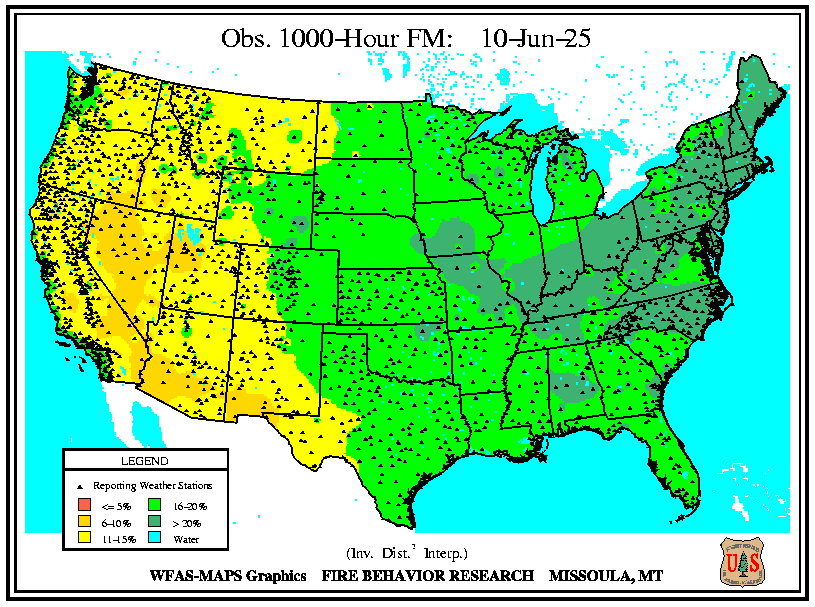 Obs. 1000-Hour FM: 10-Jun-25
LEGEND
Reporting Weather Stations
<= 5%
16-20%
6-10%
> 20%
11-15%
Water
(Inv. Dist.² Interp.)
WFAS-MAPS Graphics FIRE BEHAVIOR RESEARCH MISSOULA, MT
U S